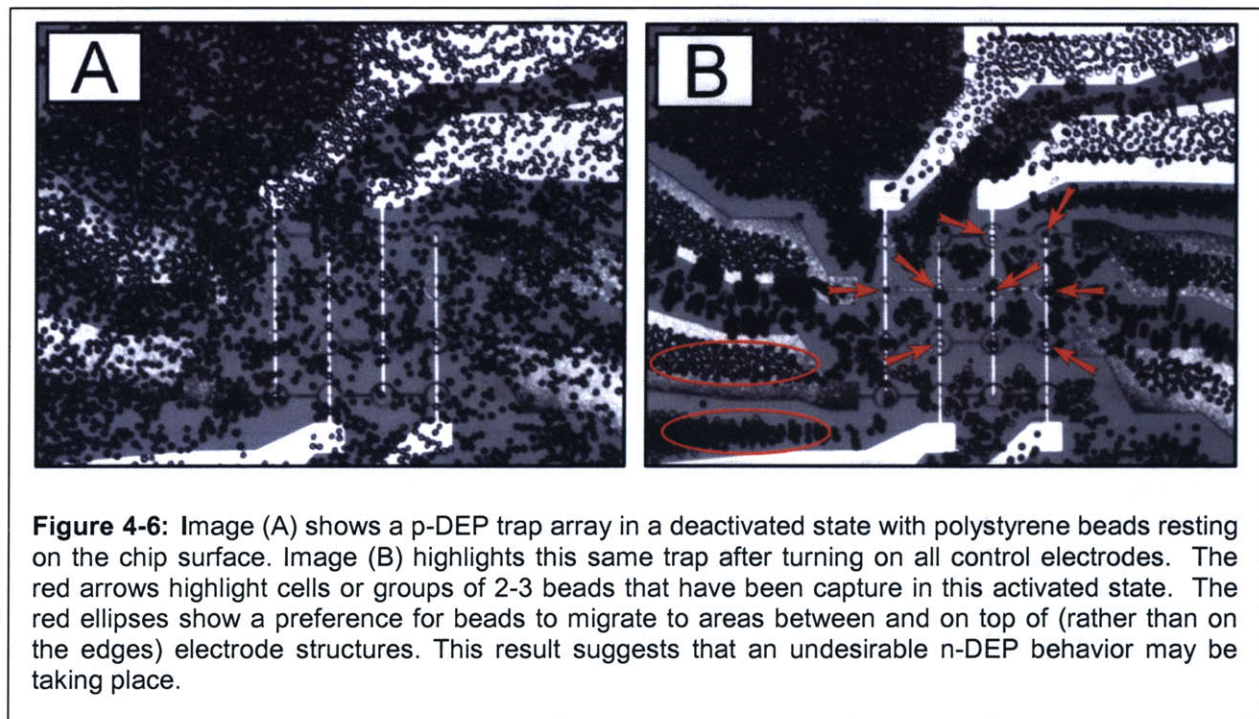 A
B
Figure 4-6: Image (A) shows a p-DEP trap array in a deactivated state with polystyrene beads resting
on the chip surface. Image (B) highlights this same trap after turning on all control electrodes. The
red arrows highlight cells or groups of 2-3 beads that have been capture in this activated state. The
red ellipses show a preference for beads to migrate to areas between and on top of (rather than on
the edges) electrode structures. This result suggests that an undesirable n-DEP behavior may be
taking place.